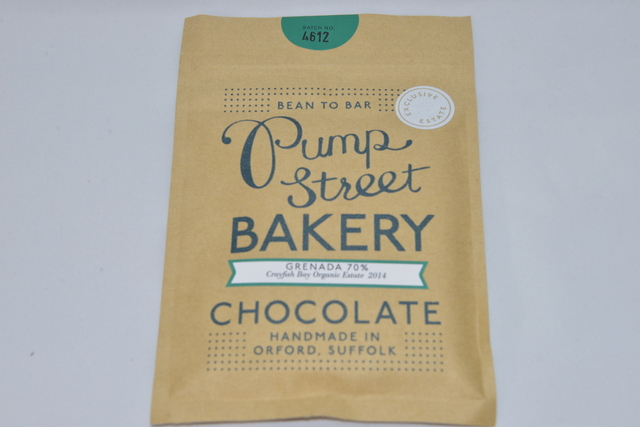 BATCH NO.
4612
BEAN TO BAR
EXCLUSIVE
ESTATE
Pump
Street
BAKERY
GRENADA 70%
Crayfish Bay Organic Estate 2014
CHOCOLATE
HANDMADE IN
ORFORD, SUFFOLK